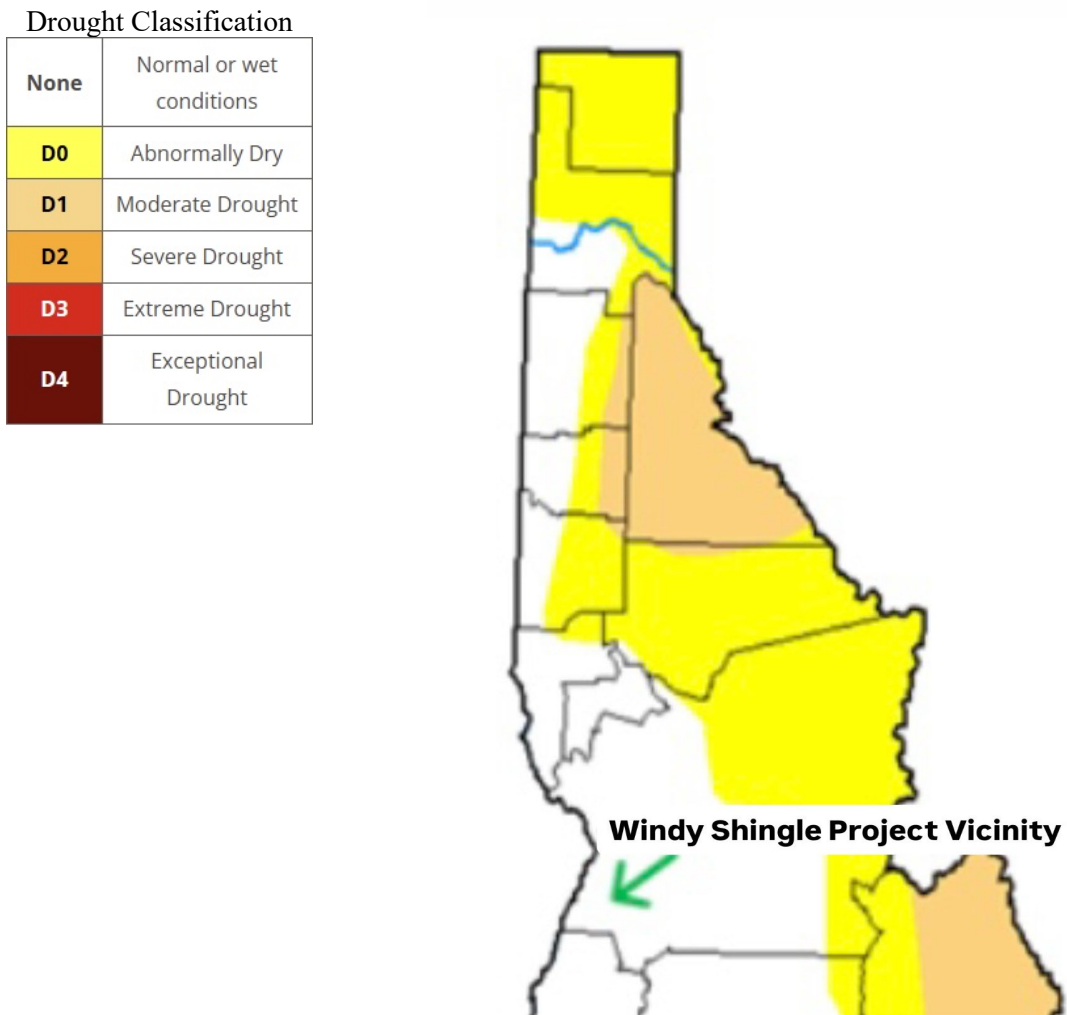 Drought Classification
None
Normal or wet
conditions
D0
Abnormally Dry
D1
Moderate Drought
D2
Severe Drought
D3
Extreme Drought
D4
Exceptional
Drought
Windy Shingle Project Vicinity